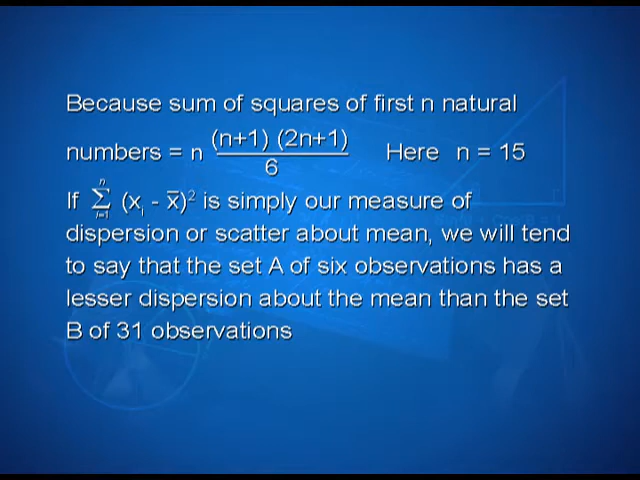 Because sum of squares of first n natural
numbers = n (n+1) (2n+1) / 6 Here n = 15
If n Σ i=1 (xi - x̅)² is simply our measure of
dispersion or scatter about mean, we will tend
to say that the set A of six observations has a
lesser dispersion about the mean than the set
B of 31 observations